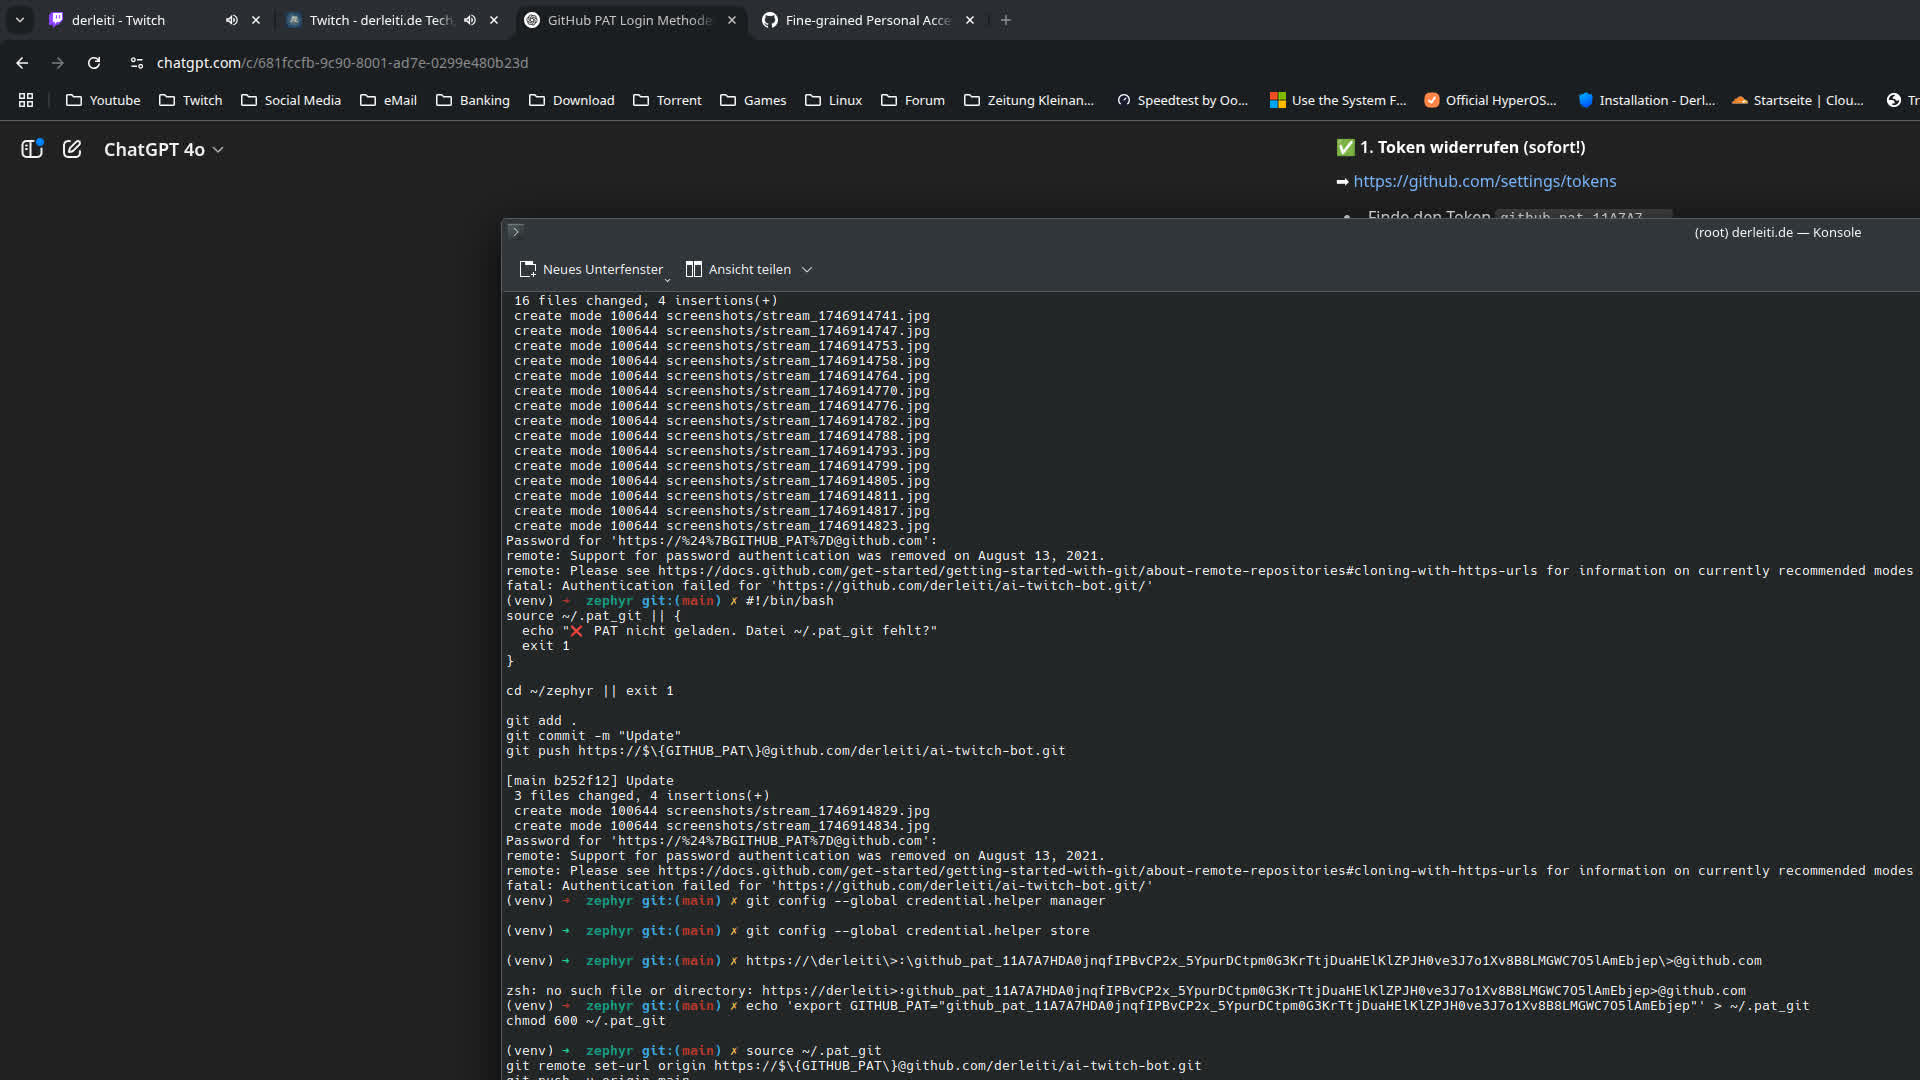 derleiti - Twitch
Twitch - derleiti.de Tech
GitHub PAT Login Methode
Fine-grained Personal Acce
chatgpt.com/c/681fccfb-9c90-8001-ad7e-0299e480b23d
Youtube
Twitch
Social Media
eMail
Banking
Download
Torrent
Games
Linux
Forum
Zeitung Kleinan...
Speedtest by Oo...
Use the System F...
Official HyperOS...
Installation - Derl...
Startseite | Clou...
Tr
ChatGPT 4o
✅ 1. Token widerrufen (sofort!)
➡ https://github.com/settings/tokens
• Finde den Token github_pat_11A7A7...
(root) derleiti.de — Konsole
Neues Unterfenster
Ansicht teilen
16 files changed, 4 insertions(+)
create mode 100644 screenshots/stream_1746914741.jpg
create mode 100644 screenshots/stream_1746914747.jpg
create mode 100644 screenshots/stream_1746914753.jpg
create mode 100644 screenshots/stream_1746914758.jpg
create mode 100644 screenshots/stream_1746914764.jpg
create mode 100644 screenshots/stream_1746914770.jpg
create mode 100644 screenshots/stream_1746914776.jpg
create mode 100644 screenshots/stream_1746914782.jpg
create mode 100644 screenshots/stream_1746914788.jpg
create mode 100644 screenshots/stream_1746914793.jpg
create mode 100644 screenshots/stream_1746914799.jpg
create mode 100644 screenshots/stream_1746914805.jpg
create mode 100644 screenshots/stream_1746914811.jpg
create mode 100644 screenshots/stream_1746914817.jpg
create mode 100644 screenshots/stream_1746914823.jpg
Password for 'https://%24%7BGITHUB_PAT%7D@github.com':
remote: Support for password authentication was removed on August 13, 2021.
remote: Please see https://docs.github.com/get-started/getting-started-with-git/about-remote-repositories#cloning-with-https-urls for information on currently recommended modes
fatal: Authentication failed for 'https://github.com/derleiti/ai-twitch-bot.git/'
(venv) ➜  zephyr git:(main) ✗ #!/bin/bash
source ~/.pat_git || {
  echo "❌ PAT nicht geladen. Datei ~/.pat_git fehlt?"
  exit 1
}
cd ~/zephyr || exit 1
git add .
git commit -m "Update"
git push https://$\{GITHUB_PAT\}@github.com/derleiti/ai-twitch-bot.git
[main b252f12] Update
3 files changed, 4 insertions(+)
create mode 100644 screenshots/stream_1746914829.jpg
create mode 100644 screenshots/stream_1746914834.jpg
Password for 'https://%24%7BGITHUB_PAT%7D@github.com':
remote: Support for password authentication was removed on August 13, 2021.
remote: Please see https://docs.github.com/get-started/getting-started-with-git/about-remote-repositories#cloning-with-https-urls for information on currently recommended modes
fatal: Authentication failed for 'https://github.com/derleiti/ai-twitch-bot.git/'
(venv) ➜  zephyr git:(main) ✗ git config --global credential.helper manager
(venv) ➜  zephyr git:(main) ✗ git config --global credential.helper store
(venv) ➜  zephyr git:(main) ✗ https://\derleiti\>:\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\>@github.com
zsh: no such file or directory: https://derleiti>: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>@github.com
(venv) ➜  zephyr git:(main) ✗ echo 'export GITHUB_PAT="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"' > ~/.pat_git
chmod 600 ~/.pat_git
(venv) ➜  zephyr git:(main) ✗ source ~/.pat_git
git remote set-url origin https://$\{GITHUB_PAT\}@github.com/derleiti/ai-twitch-bot.git
git push -u origin main